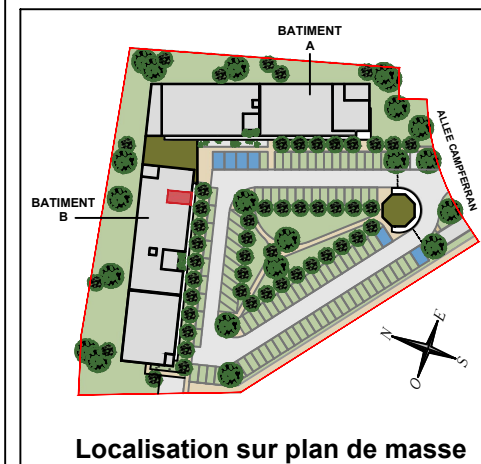 BATIMENT
A
ALLEE CAMPFERRAN
BATIMENT
B
N
E
S
O
Localisation sur plan de masse